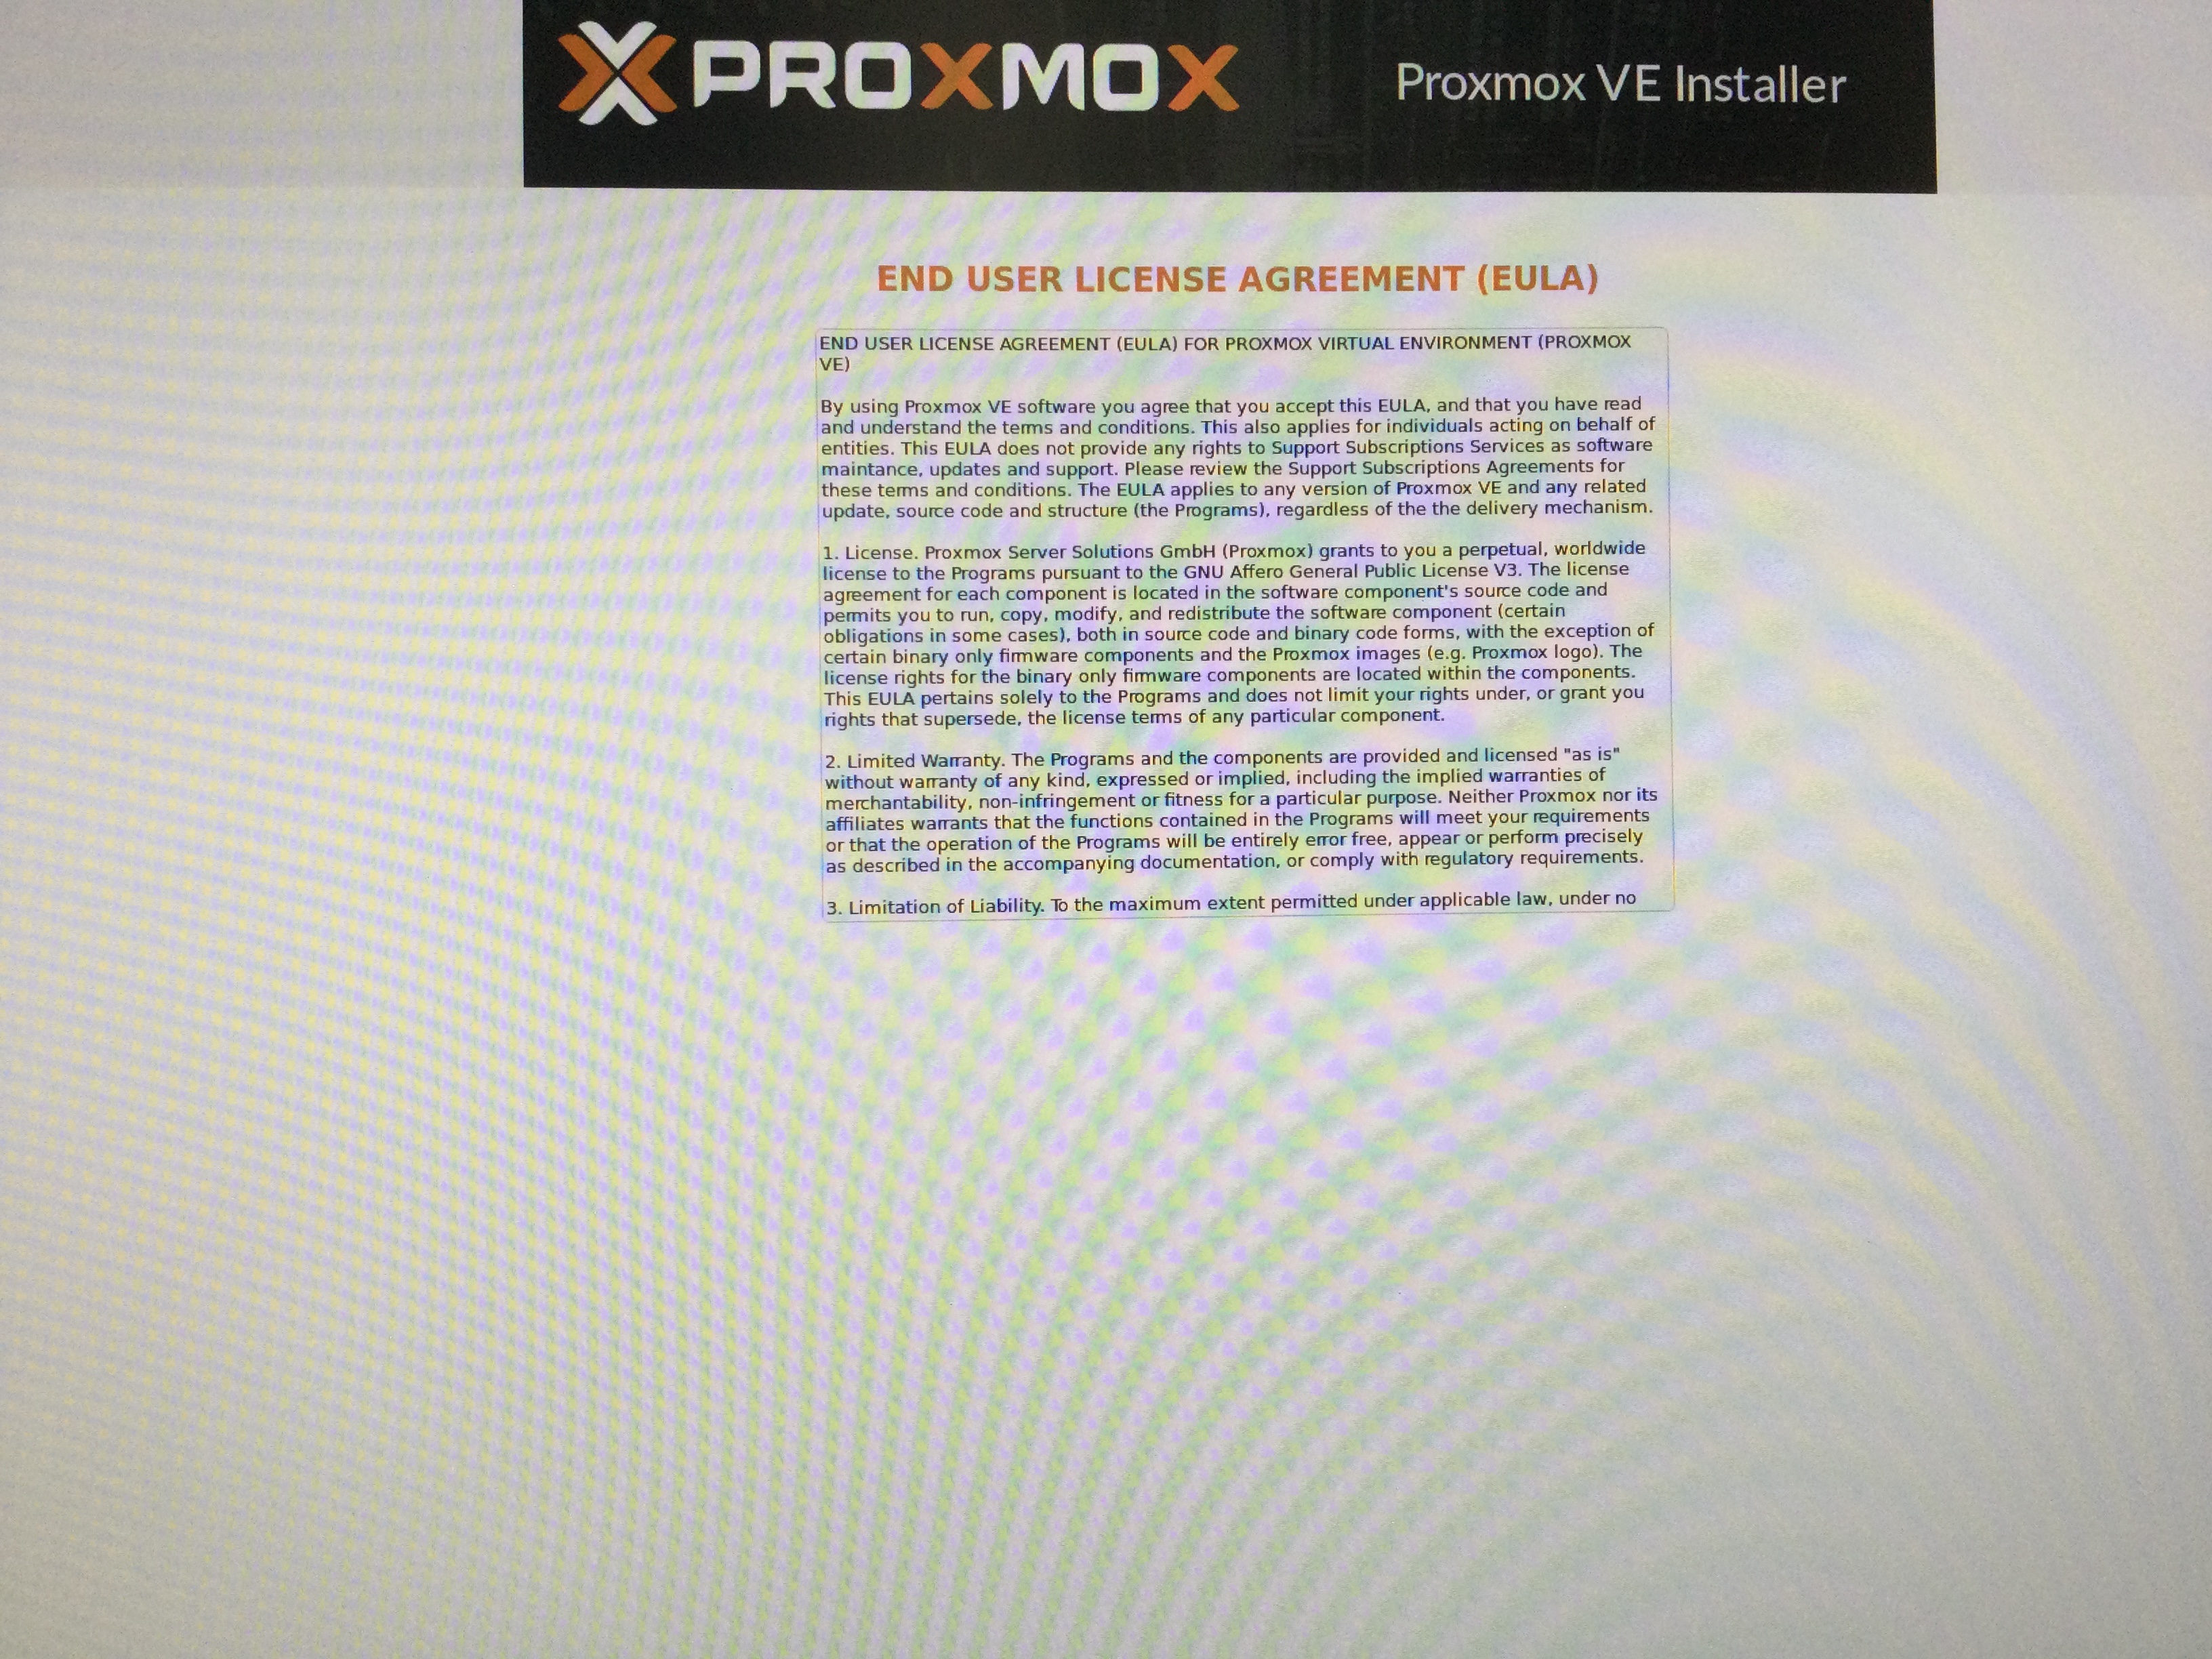 PROXMOX
Proxmox VE Installer
END USER LICENSE AGREEMENT (EULA)
END USER LICENSE AGREEMENT (EULA) FOR PROXMOX VIRTUAL ENVIRONMENT (PROXMOX
VE)
By using Proxmox VE software you agree that you accept this EULA, and that you have read
and understand the terms and conditions. This also applies for individuals acting on behalf of
entities. This EULA does not provide any rights to Support Subscriptions Services as software
maintance, updates and support. Please review the Support Subscriptions Agreements for
these terms and conditions. The EULA applies to any version of Proxmox VE and any related
update, source code and structure (the Programs), regardless of the the delivery mechanism.
1. License. Proxmox Server Solutions GmbH (Proxmox) grants to you a perpetual, worldwide
license to the Programs pursuant to the GNU Affero General Public License V3. The license
agreement for each component is located in the software component's source code and
permits you to run, copy, modify, and redistribute the software component (certain
obligations in some cases), both in source code and binary code forms, with the exception of
certain binary only firmware components and the Proxmox images (e.g. Proxmox logo). The
license rights for the binary only firmware components are located within the components.
This EULA pertains solely to the Programs and does not limit your rights under, or grant you
rights that supersede, the license terms of any particular component.
2. Limited Warranty. The Programs and the components are provided and licensed "as is"
without warranty of any kind, expressed or implied, including the implied warranties of
merchantability, non-infringement or fitness for a particular purpose. Neither Proxmox nor its
affiliates warrants that the functions contained in the Programs will meet your requirements
or that the operation of the Programs will be entirely error free, appear or perform precisely
as described in the accompanying documentation, or comply with regulatory requirements.
3. Limitation of Liability. To the maximum extent permitted under applicable law, under no